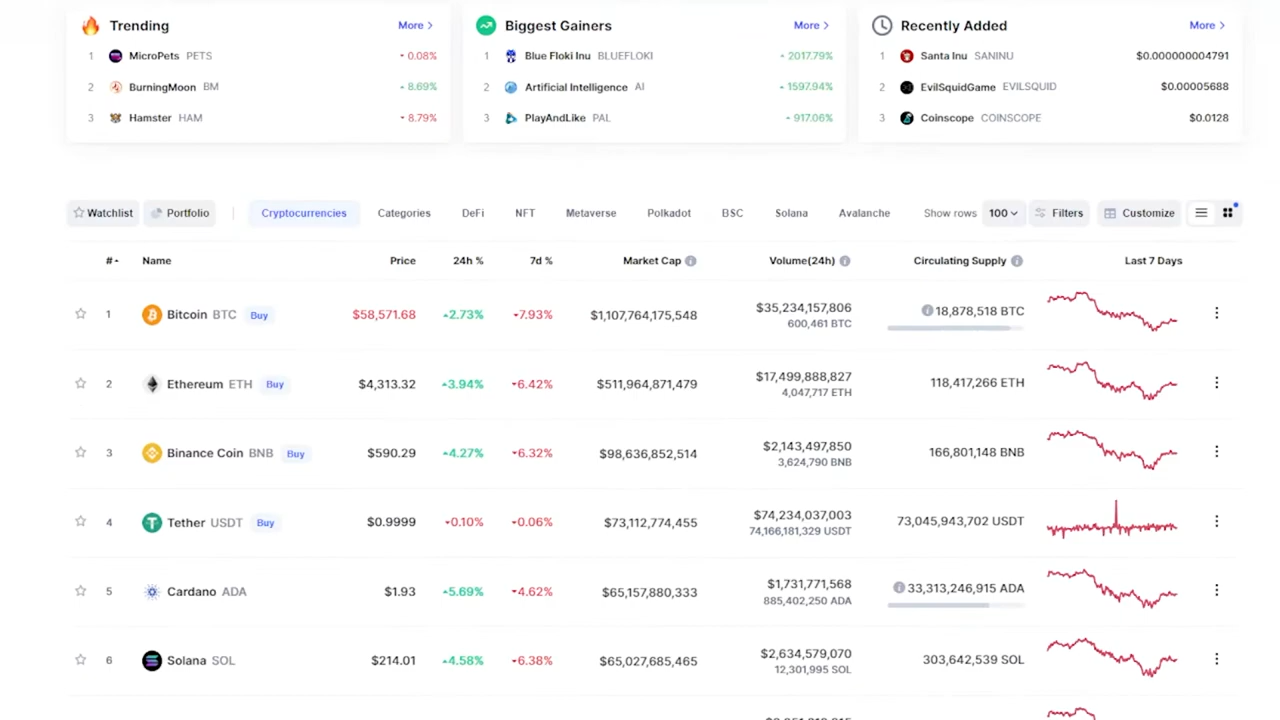 Trending More >
1 MicroPets PETS 0.08%
2 BurningMoon BM 8.69%
3 Hamster HAM 8.79%
Biggest Gainers More >
1 Blue Floki Inu BLUEFLOKI 2017.79%
2 Artificial Intelligence AI 1597.94%
3 PlayAndLike PAL 917.06%
Recently Added More >
1 Santa Inu SANINU $0.000000004791
2 EvilSquidGame EVILSQUID $0.00005688
3 Coinscope COINSCOPE $0.0128
Watchlist Portfolio Cryptocurrencies Categories DeFi NFT Metaverse Polkadot BSC Solana Avalanche Show rows 100 Filters Customize
# Name Price 24h % 7d % Market Cap Volume(24h) Circulating Supply Last 7 Days
1 Bitcoin BTC Buy $58,571.68 2.73% 7.93% $1,107,764,175,548 $35,234,157,806 18,878,518 BTC
600,461 BTC
2 Ethereum ETH Buy $4,313.32 3.94% 6.42% $511,964,871,479 $17,499,888,827 118,417,266 ETH
4,047,717 ETH
3 Binance Coin BNB Buy $590.29 4.27% 6.32% $98,636,852,514 $2,143,497,850 166,801,148 BNB
3,624,790 BNB
4 Tether USDT Buy $0.9999 0.10% 0.06% $73,112,774,455 $74,234,037,003 73,045,943,702 USDT
74,166,181,329 USDT
5 Cardano ADA $1.93 5.69% 4.62% $65,157,880,333 $1,731,771,568 33,313,246,915 ADA
885,402,250 ADA
6 Solana SOL $214.01 4.58% 6.38% $65,027,685,465 $2,634,579,070 303,642,539 SOL
12,301,995 SOL